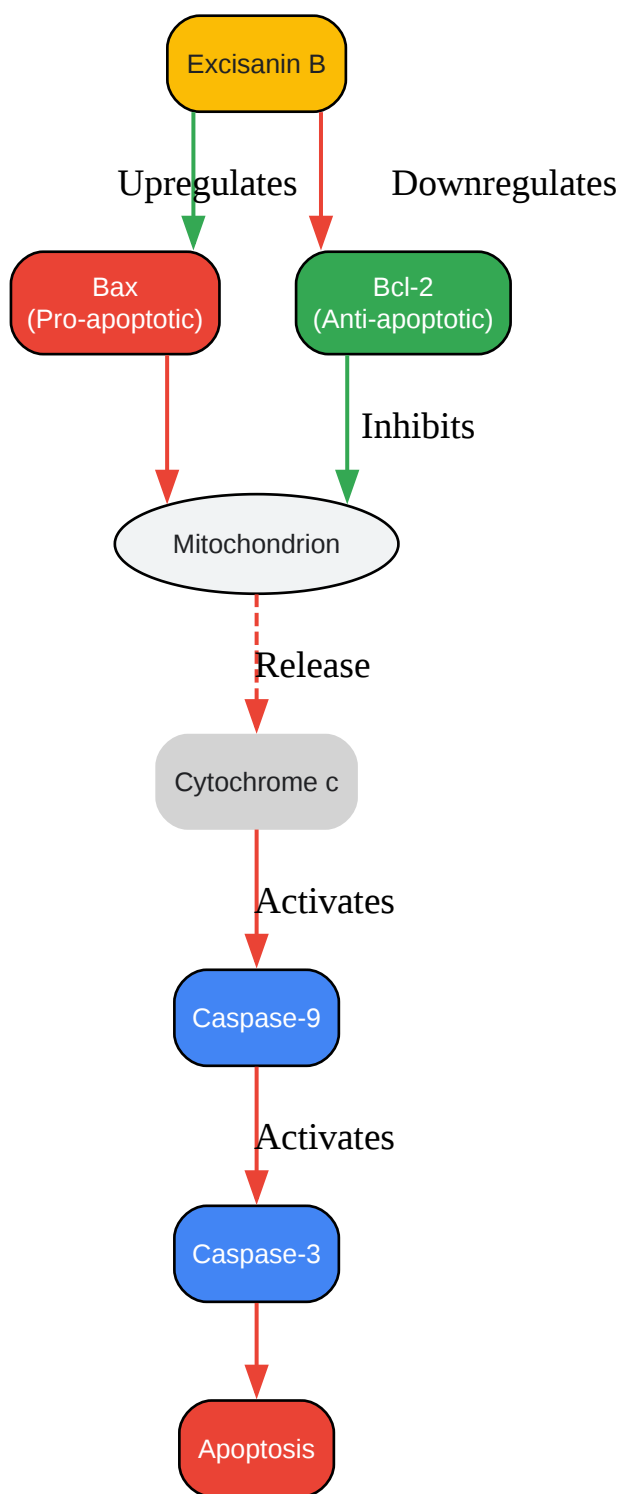 Excisanin B
Upregulates
Downregulates
Bax
(Pro-apoptotic)
Bcl-2
(Anti-apoptotic)
Inhibits
Mitochondrion
Release
Cytochrome c
Activates
Caspase-9
Activates
Caspase-3
Apoptosis